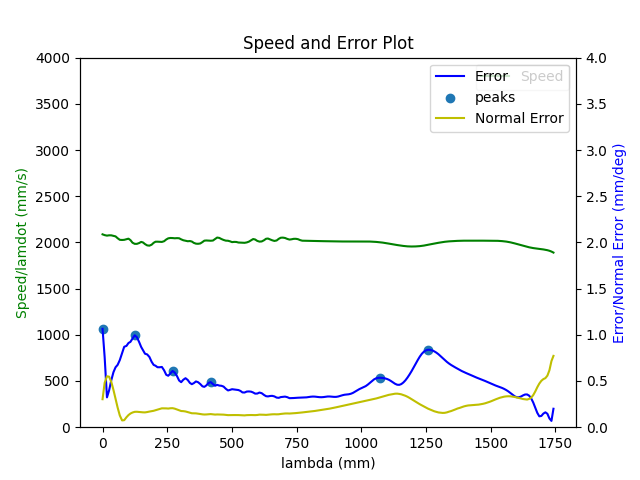 Speed and Error Plot
4000 4.0
Error Speed
peaks
Normal Error
3500 3.5
3000 3.0
2500 2.5
2000 2.0
1500 1.5
1000 1.0
500 0.5
0 0.0
Speed/lamdot (mm/s)
Error/Normal Error (mm/deg)
0 250 500 750 1000 1250 1500 1750
lambda (mm)